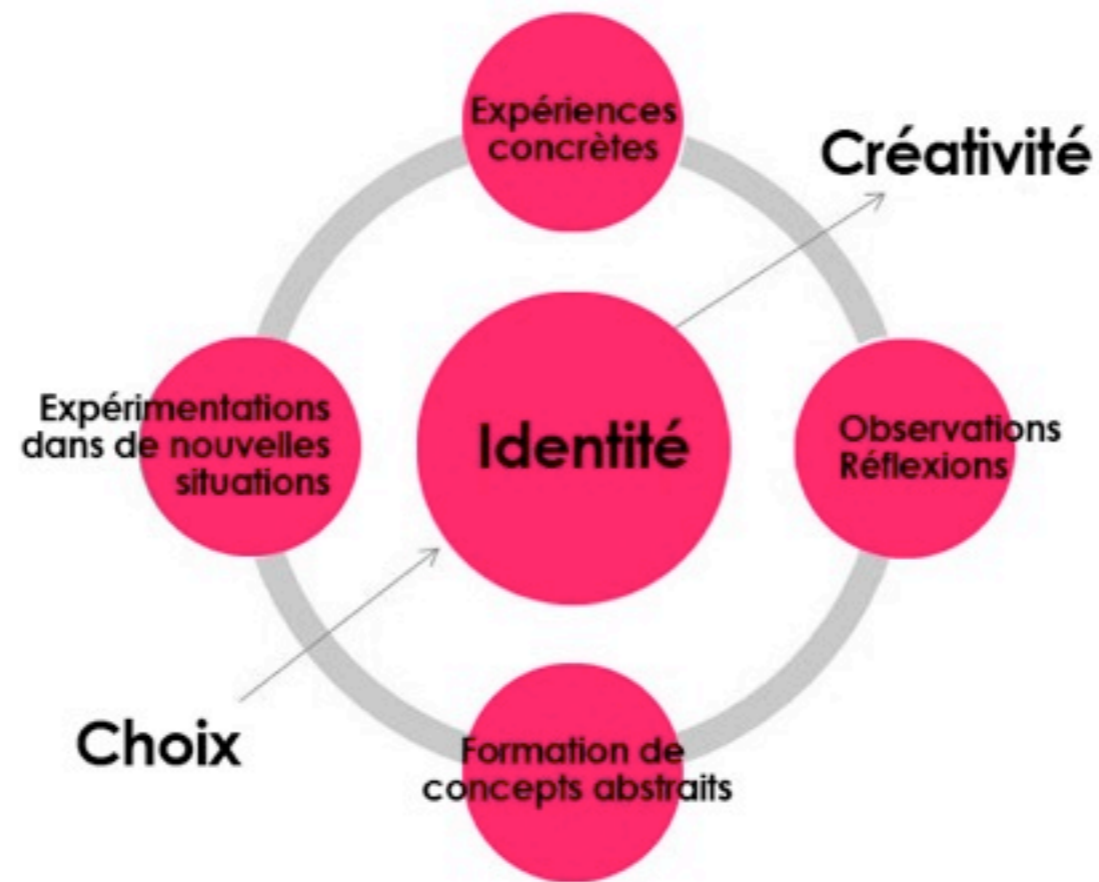 Expériences
concrètes
Créativité
Expérimentations
dans de nouvelles
situations
Identité
Observations
Réflexions
Choix
Formation de
concepts abstraits